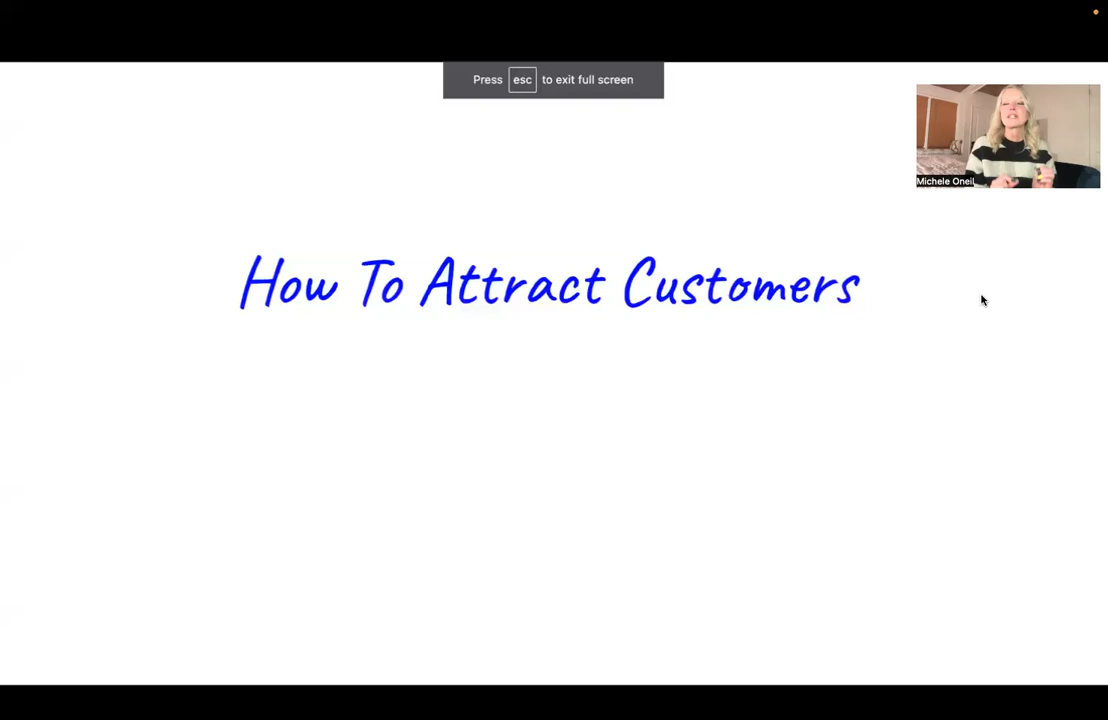 Press esc to exit full screen
Michele Oneil
How To Attract Customers